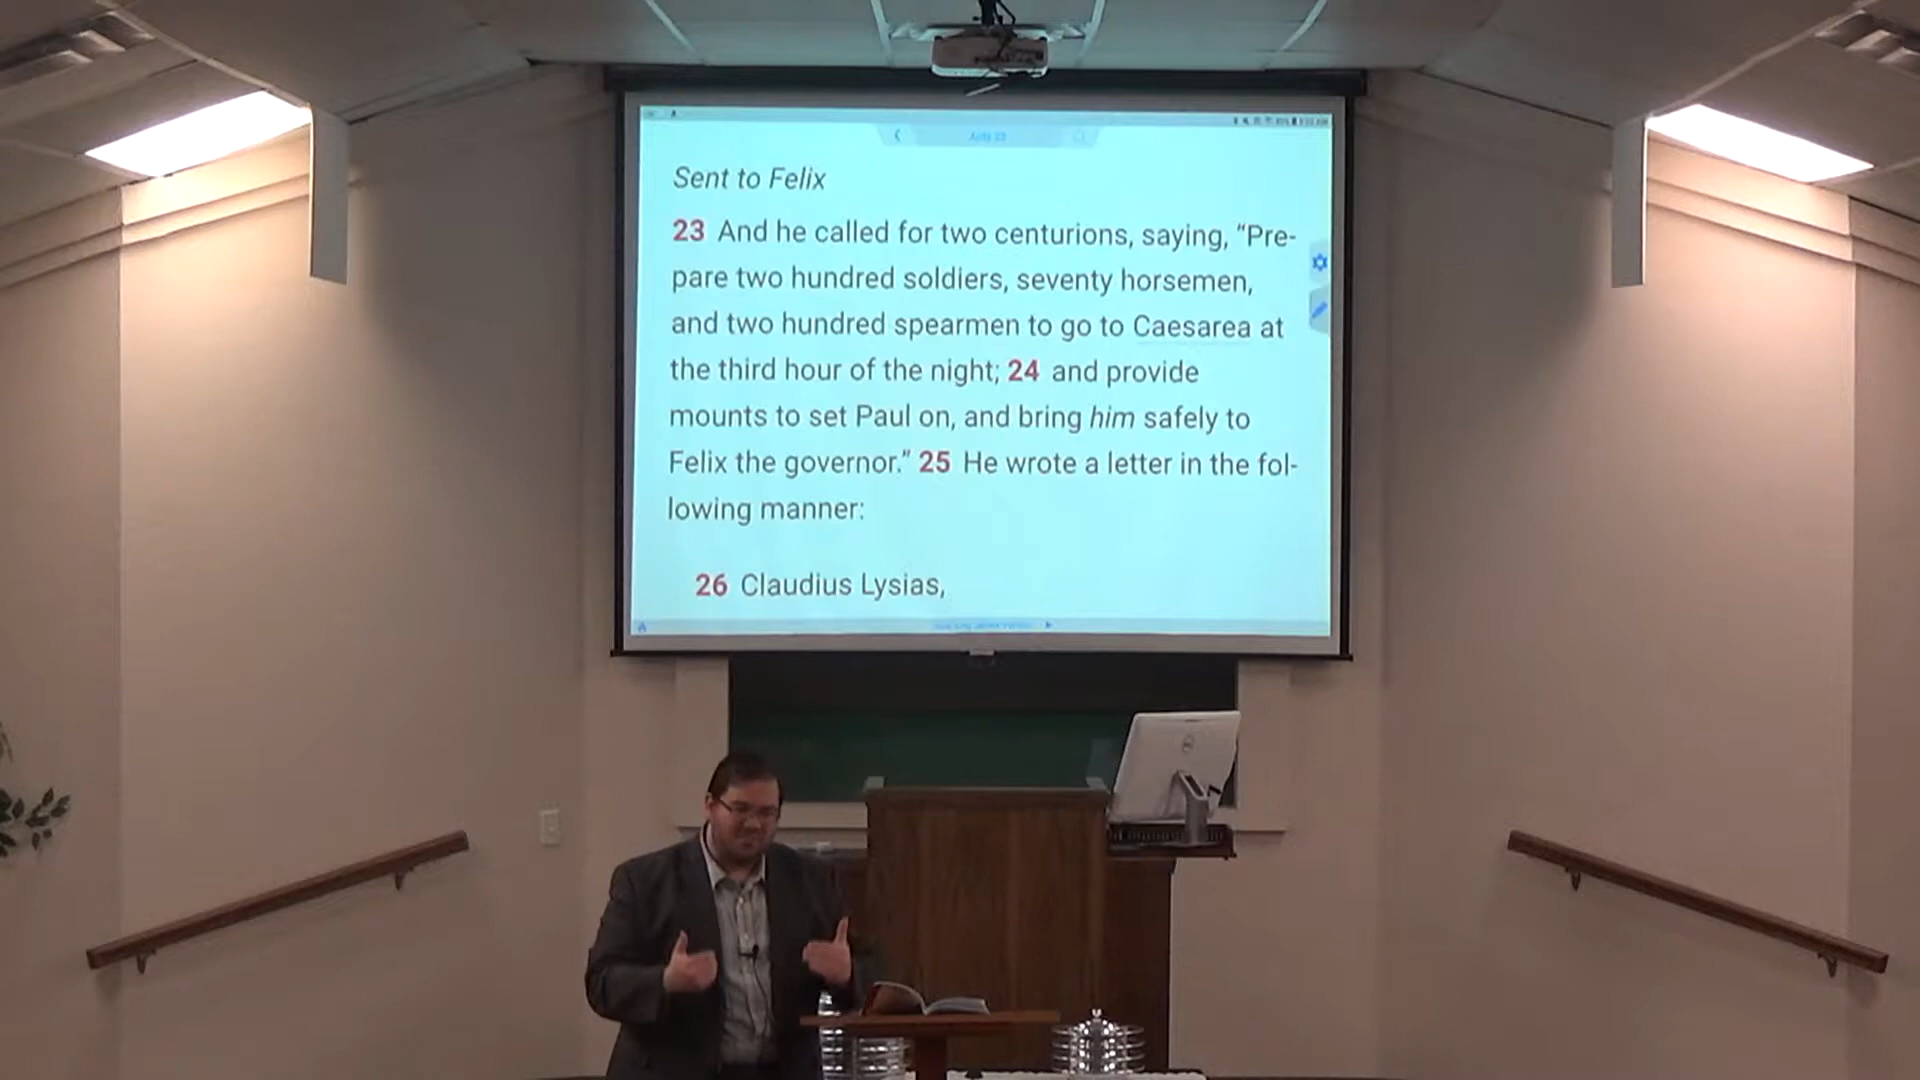 Acts 23
Sent to Felix
23 And he called for two centurions, saying, “Pre-
pare two hundred soldiers, seventy horsemen,
and two hundred spearmen to go to Caesarea at
the third hour of the night; 24 and provide
mounts to set Paul on, and bring him safely to
Felix the governor.” 25 He wrote a letter in the fol-
lowing manner:
26 Claudius Lysias,